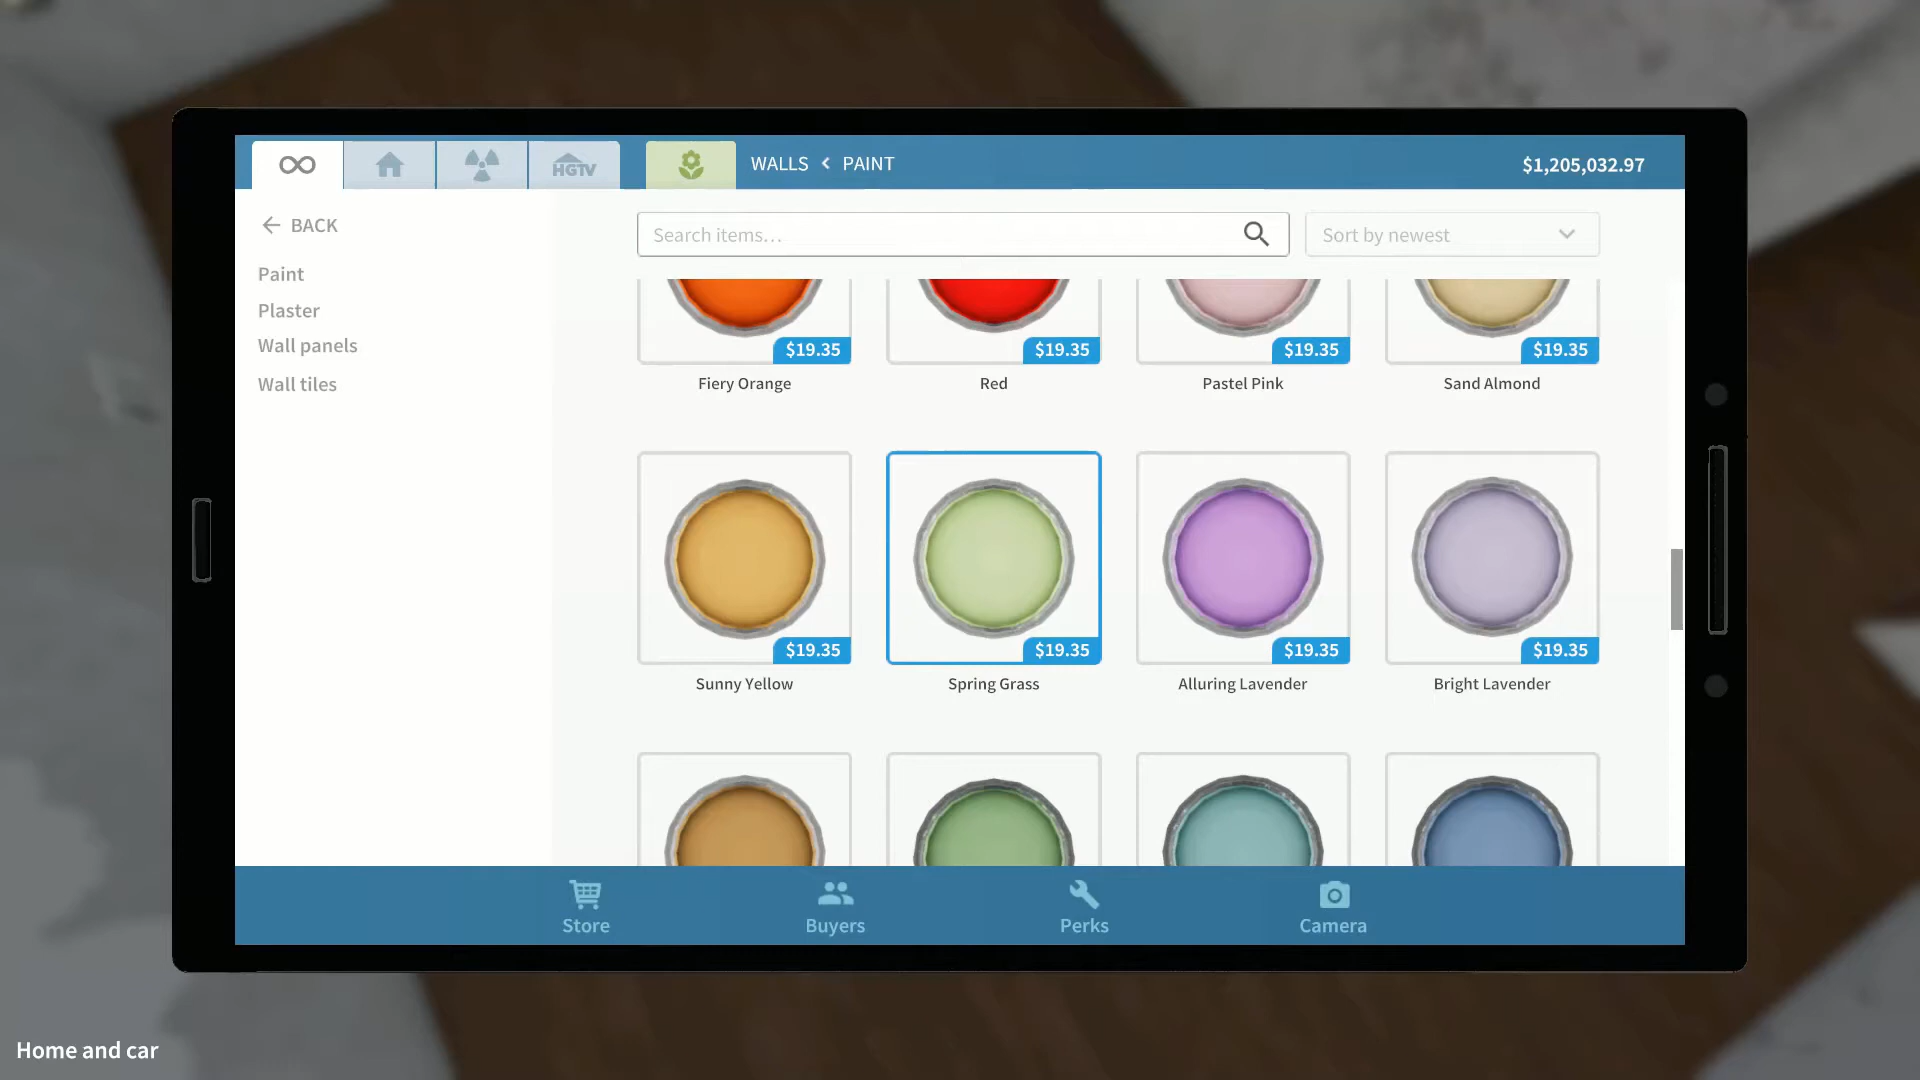 HGTV
WALLS < PAINT
$1,205,032.97
BACK
Paint
Plaster
Wall panels
Wall tiles
Search items...
Sort by newest
$19.35
$19.35
$19.35
$19.35
Fiery Orange
Red
Pastel Pink
Sand Almond
$19.35
$19.35
$19.35
$19.35
Sunny Yellow
Spring Grass
Alluring Lavender
Bright Lavender
Store
Buyers
Perks
Camera
Home and car